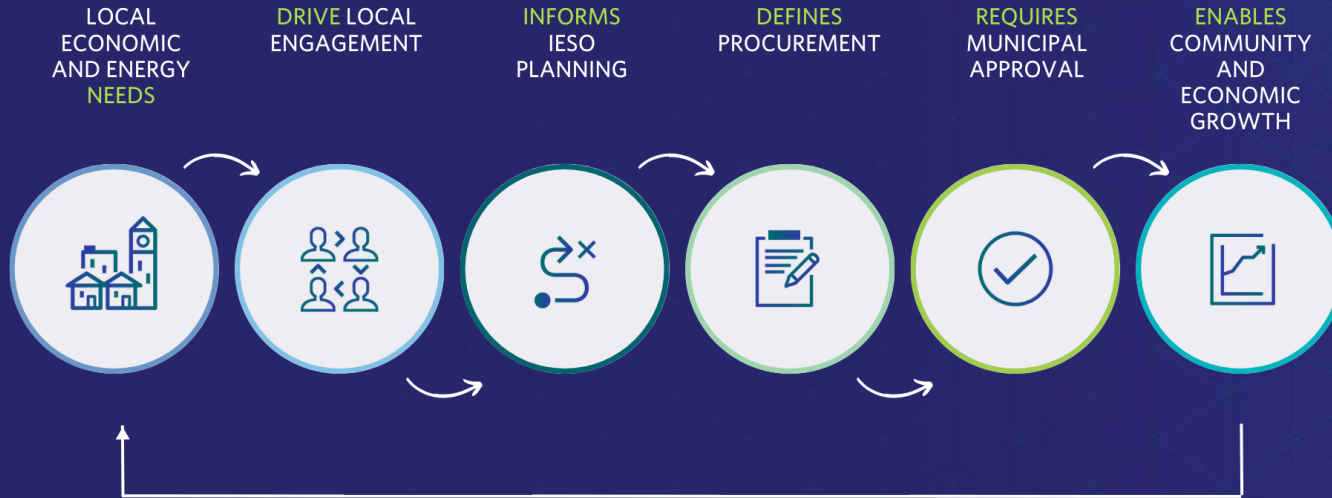 LOCAL
ECONOMIC
AND ENERGY
NEEDS
DRIVE LOCAL
ENGAGEMENT
INFORMS
IESO
PLANNING
DEFINES
PROCUREMENT
REQUIRES
MUNICIPAL
APPROVAL
ENABLES
COMMUNITY
AND
ECONOMIC
GROWTH